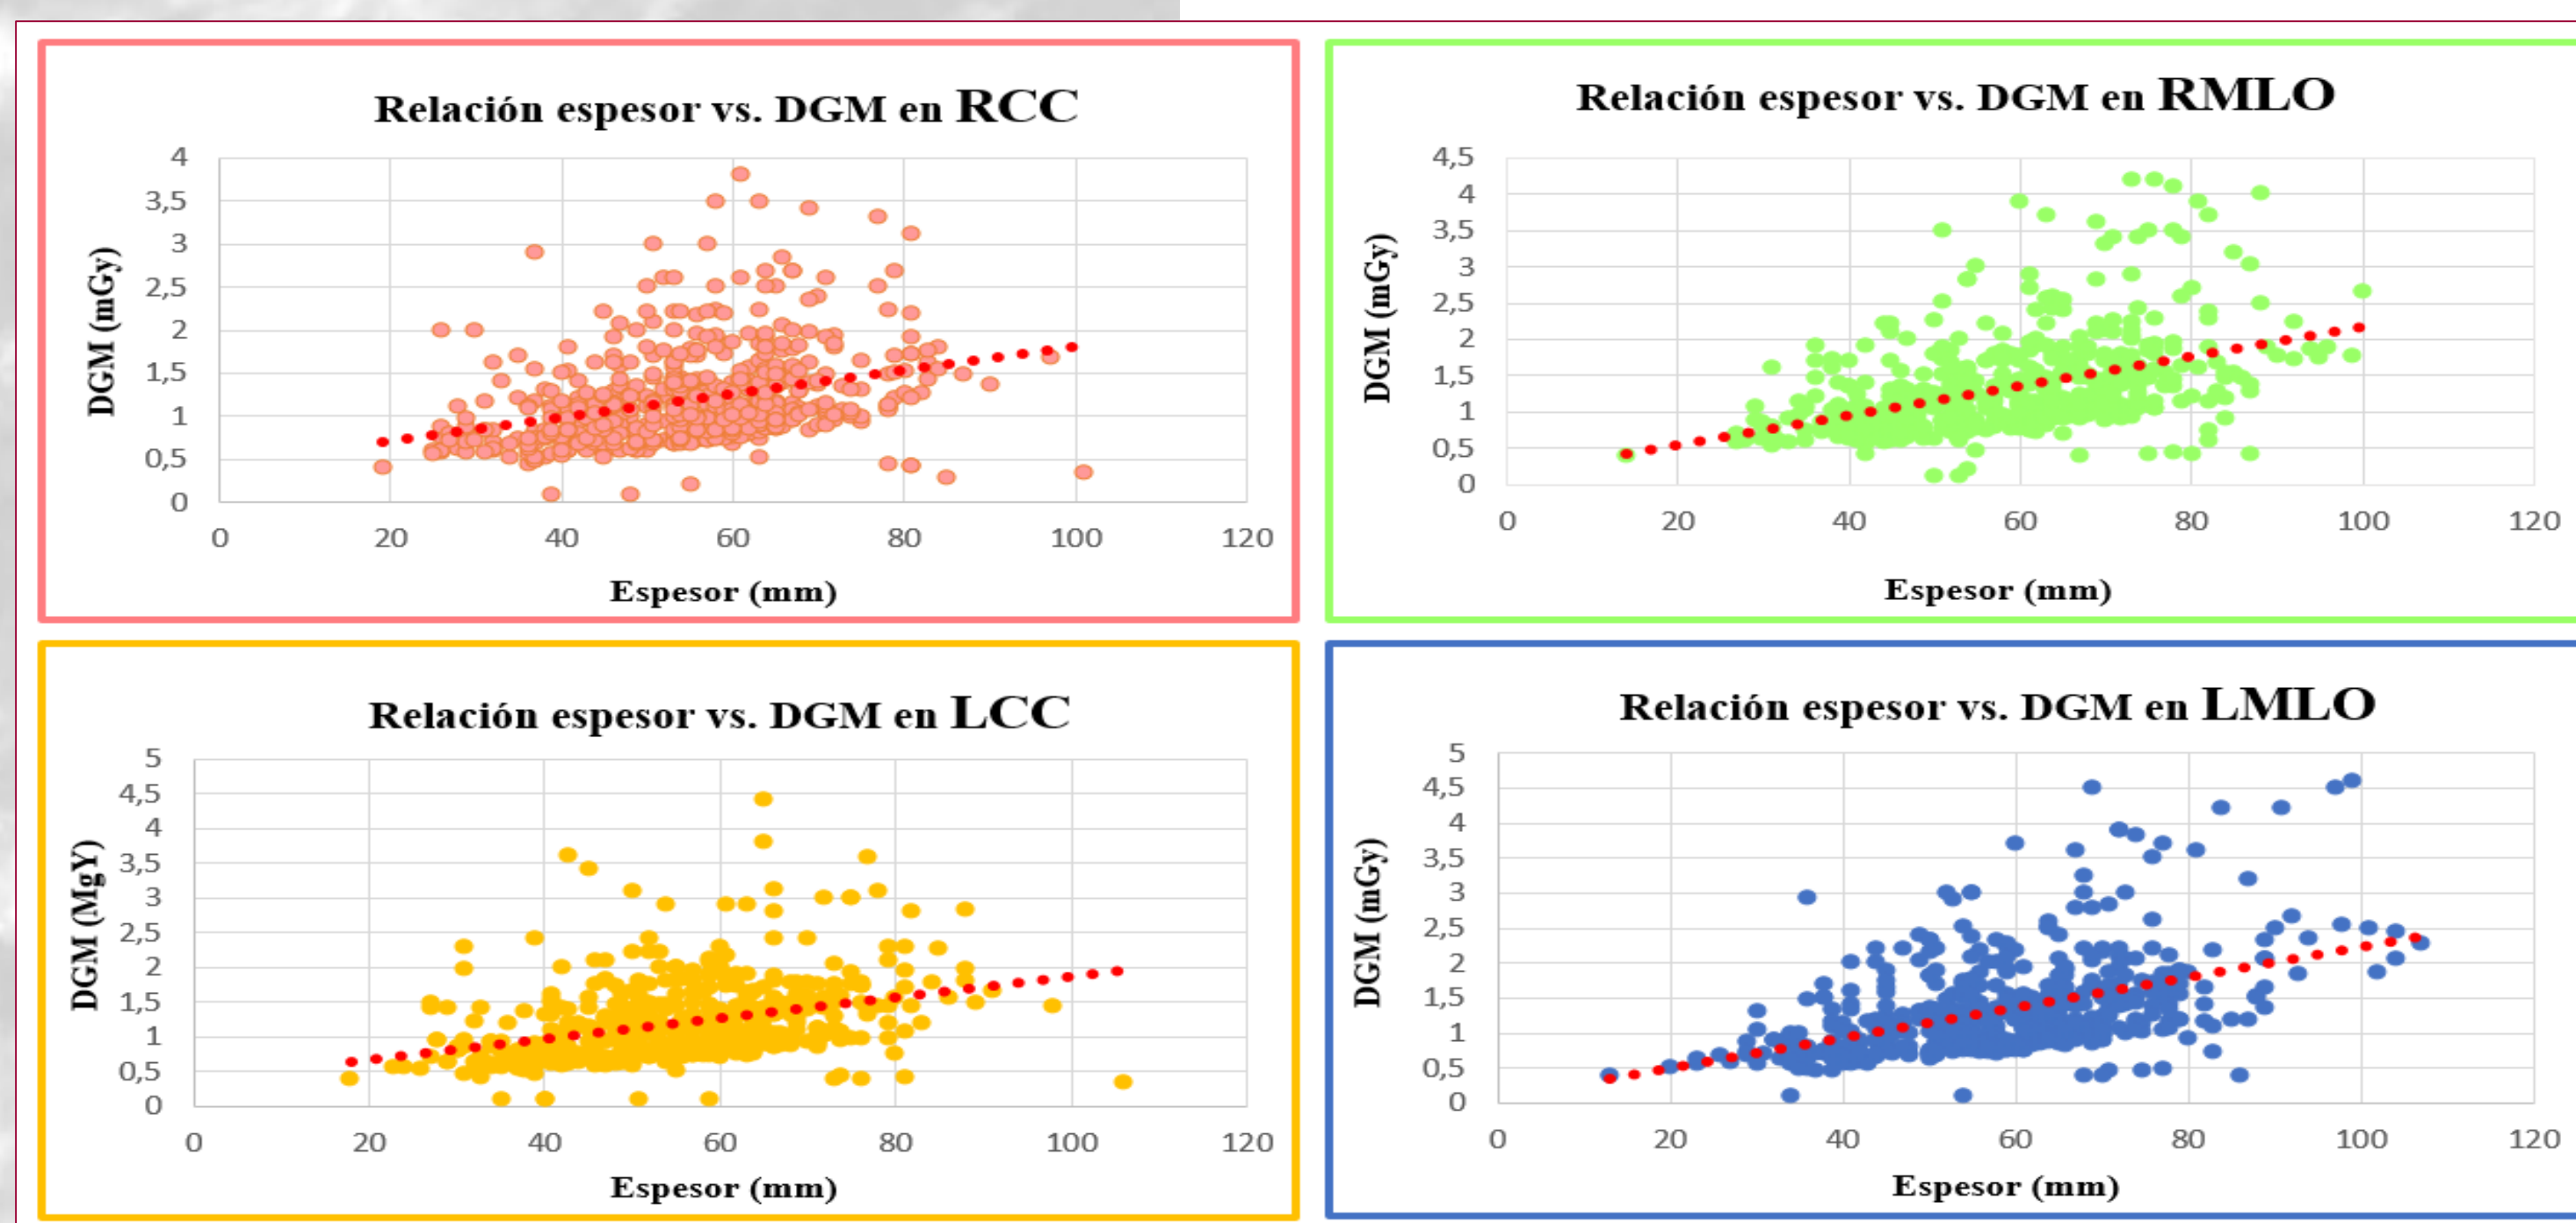 Relación espesor vs. DGM en RCC
DGM (mGy)
4
3,5
3
2,5
2
1,5
1
0,5
0
0 20 40 60 80 100 120
Espesor (mm)
Relación espesor vs. DGM en RMLO
DGM (mGy)
4,5
4
3,5
3
2,5
2
1,5
1
0,5
0
0 20 40 60 80 100 120
Espesor (mm)
Relación espesor vs. DGM en LCC
DGM (MgY)
5
4,5
4
3,5
3
2,5
2
1,5
1
0,5
0
0 20 40 60 80 100 120
Espesor (mm)
Relación espesor vs. DGM en LMLO
DGM (mGy)
5
4,5
4
3,5
3
2,5
2
1,5
1
0,5
0
0 20 40 60 80 100 120
Espesor (mm)